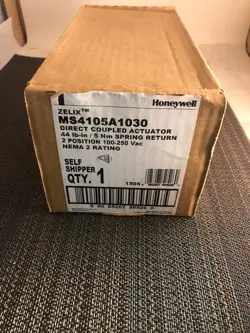 Honeywell
ZELIX™
MS4105A1030
DIRECT COUPLED ACTUATOR
44 lb-in / 5 Nm SPRING RETURN
2 POSITION 100-250 Vac
NEMA 2 RATING
SELF
SHIPPER
QTY. 1
1505